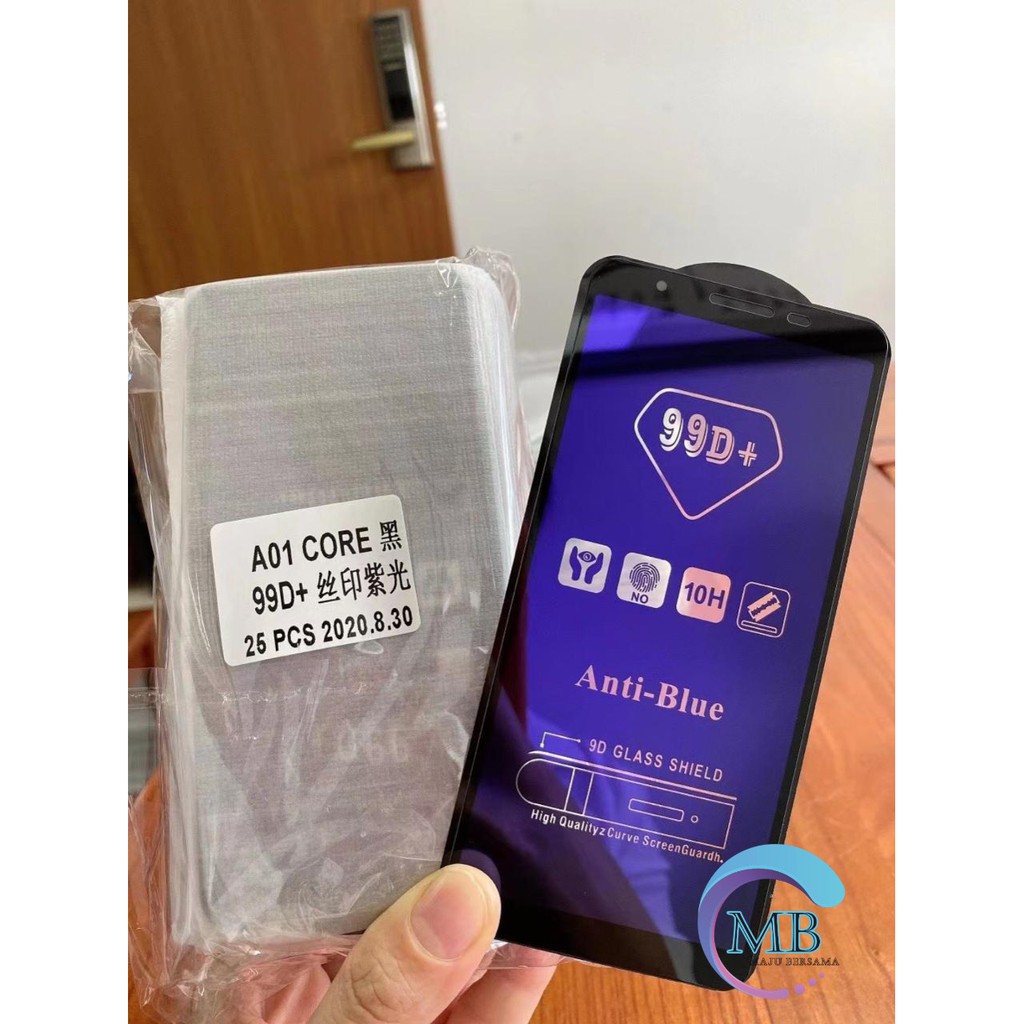 A01 CORE 黑
99D+ 丝印紫光
25 PCS 2020.8.30
99D+
NO
10H
Anti-Blue
9D GLASS SHIELD
High Qualityz Curve ScreenGuardh.
MB
MAJU BERSAMA